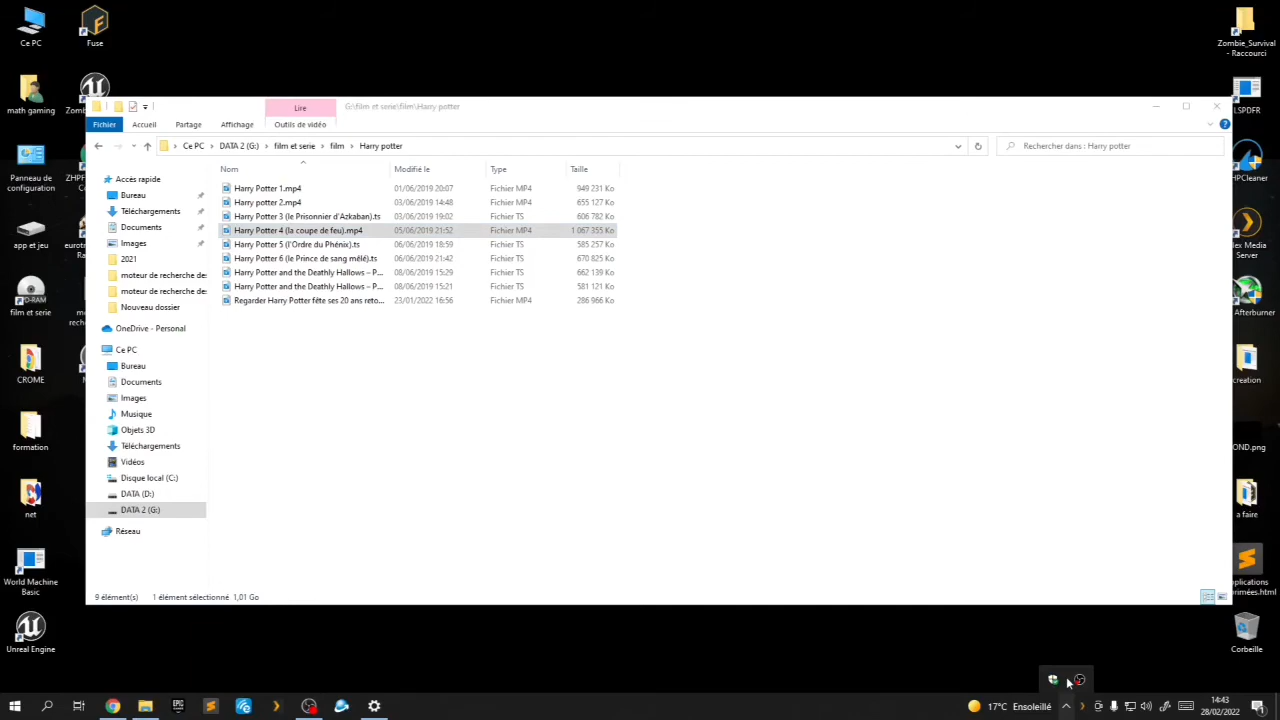 Ce PC
Fuse
Zombie_Survival
- Raccourci
math gaming
Zomb
LSPDFR
Panneau de
configuration
ZHPF
ZHPCleaner
app et jeu
eurotr
Ra
Plex Media
Server
D-RAM
film et serie
mo
reche
Afterburner
CROME
creation
formation
OND.png
net
a faire
World Machine
Basic
pplications
primées.html
Unreal Engine
Corbeille
Lire
G:\film et serie\film\Harry potter
Fichier
Accueil
Partage
Affichage
Outils de vidéo
Ce PC > DATA 2 (G:) > film et serie > film > Harry potter
Rechercher dans : Harry potter
Accès rapide
Bureau
Téléchargements
Documents
Images
2021
moteur de recherche de
moteur de recherche de
Nouveau dossier
OneDrive - Personal
Ce PC
Bureau
Documents
Images
Musique
Objets 3D
Téléchargements
Vidéos
Disque local (C:)
DATA (D:)
DATA 2 (G:)
Réseau
Nom Modifié le Type Taille
Harry Potter 1.mp4 01/06/2019 20:07 Fichier MP4 949 231 Ko
Harry potter 2.mp4 03/06/2019 14:48 Fichier MP4 655 127 Ko
Harry Potter 3 (le Prisonnier d'Azkaban).ts 03/06/2019 19:02 Fichier TS 606 782 Ko
Harry Potter 4 (la coupe de feu).mp4 05/06/2019 21:52 Fichier MP4 1 067 355 Ko
Harry Potter 5 (l'Ordre du Phénix).ts 06/06/2019 18:59 Fichier TS 585 257 Ko
Harry Potter 6 (le Prince de sang mêlé).ts 06/06/2019 21:42 Fichier TS 670 825 Ko
Harry Potter and the Deathly Hallows – P... 08/06/2019 15:29 Fichier TS 662 139 Ko
Harry Potter and the Deathly Hallows – P... 08/06/2019 15:21 Fichier TS 581 121 Ko
Regarder Harry Potter fête ses 20 ans reto... 23/01/2022 16:56 Fichier MP4 286 966 Ko
9 élément(s) 1 élément sélectionné 1,01 Go
EPIC
17°C Ensoleillé
14:43
28/02/2022